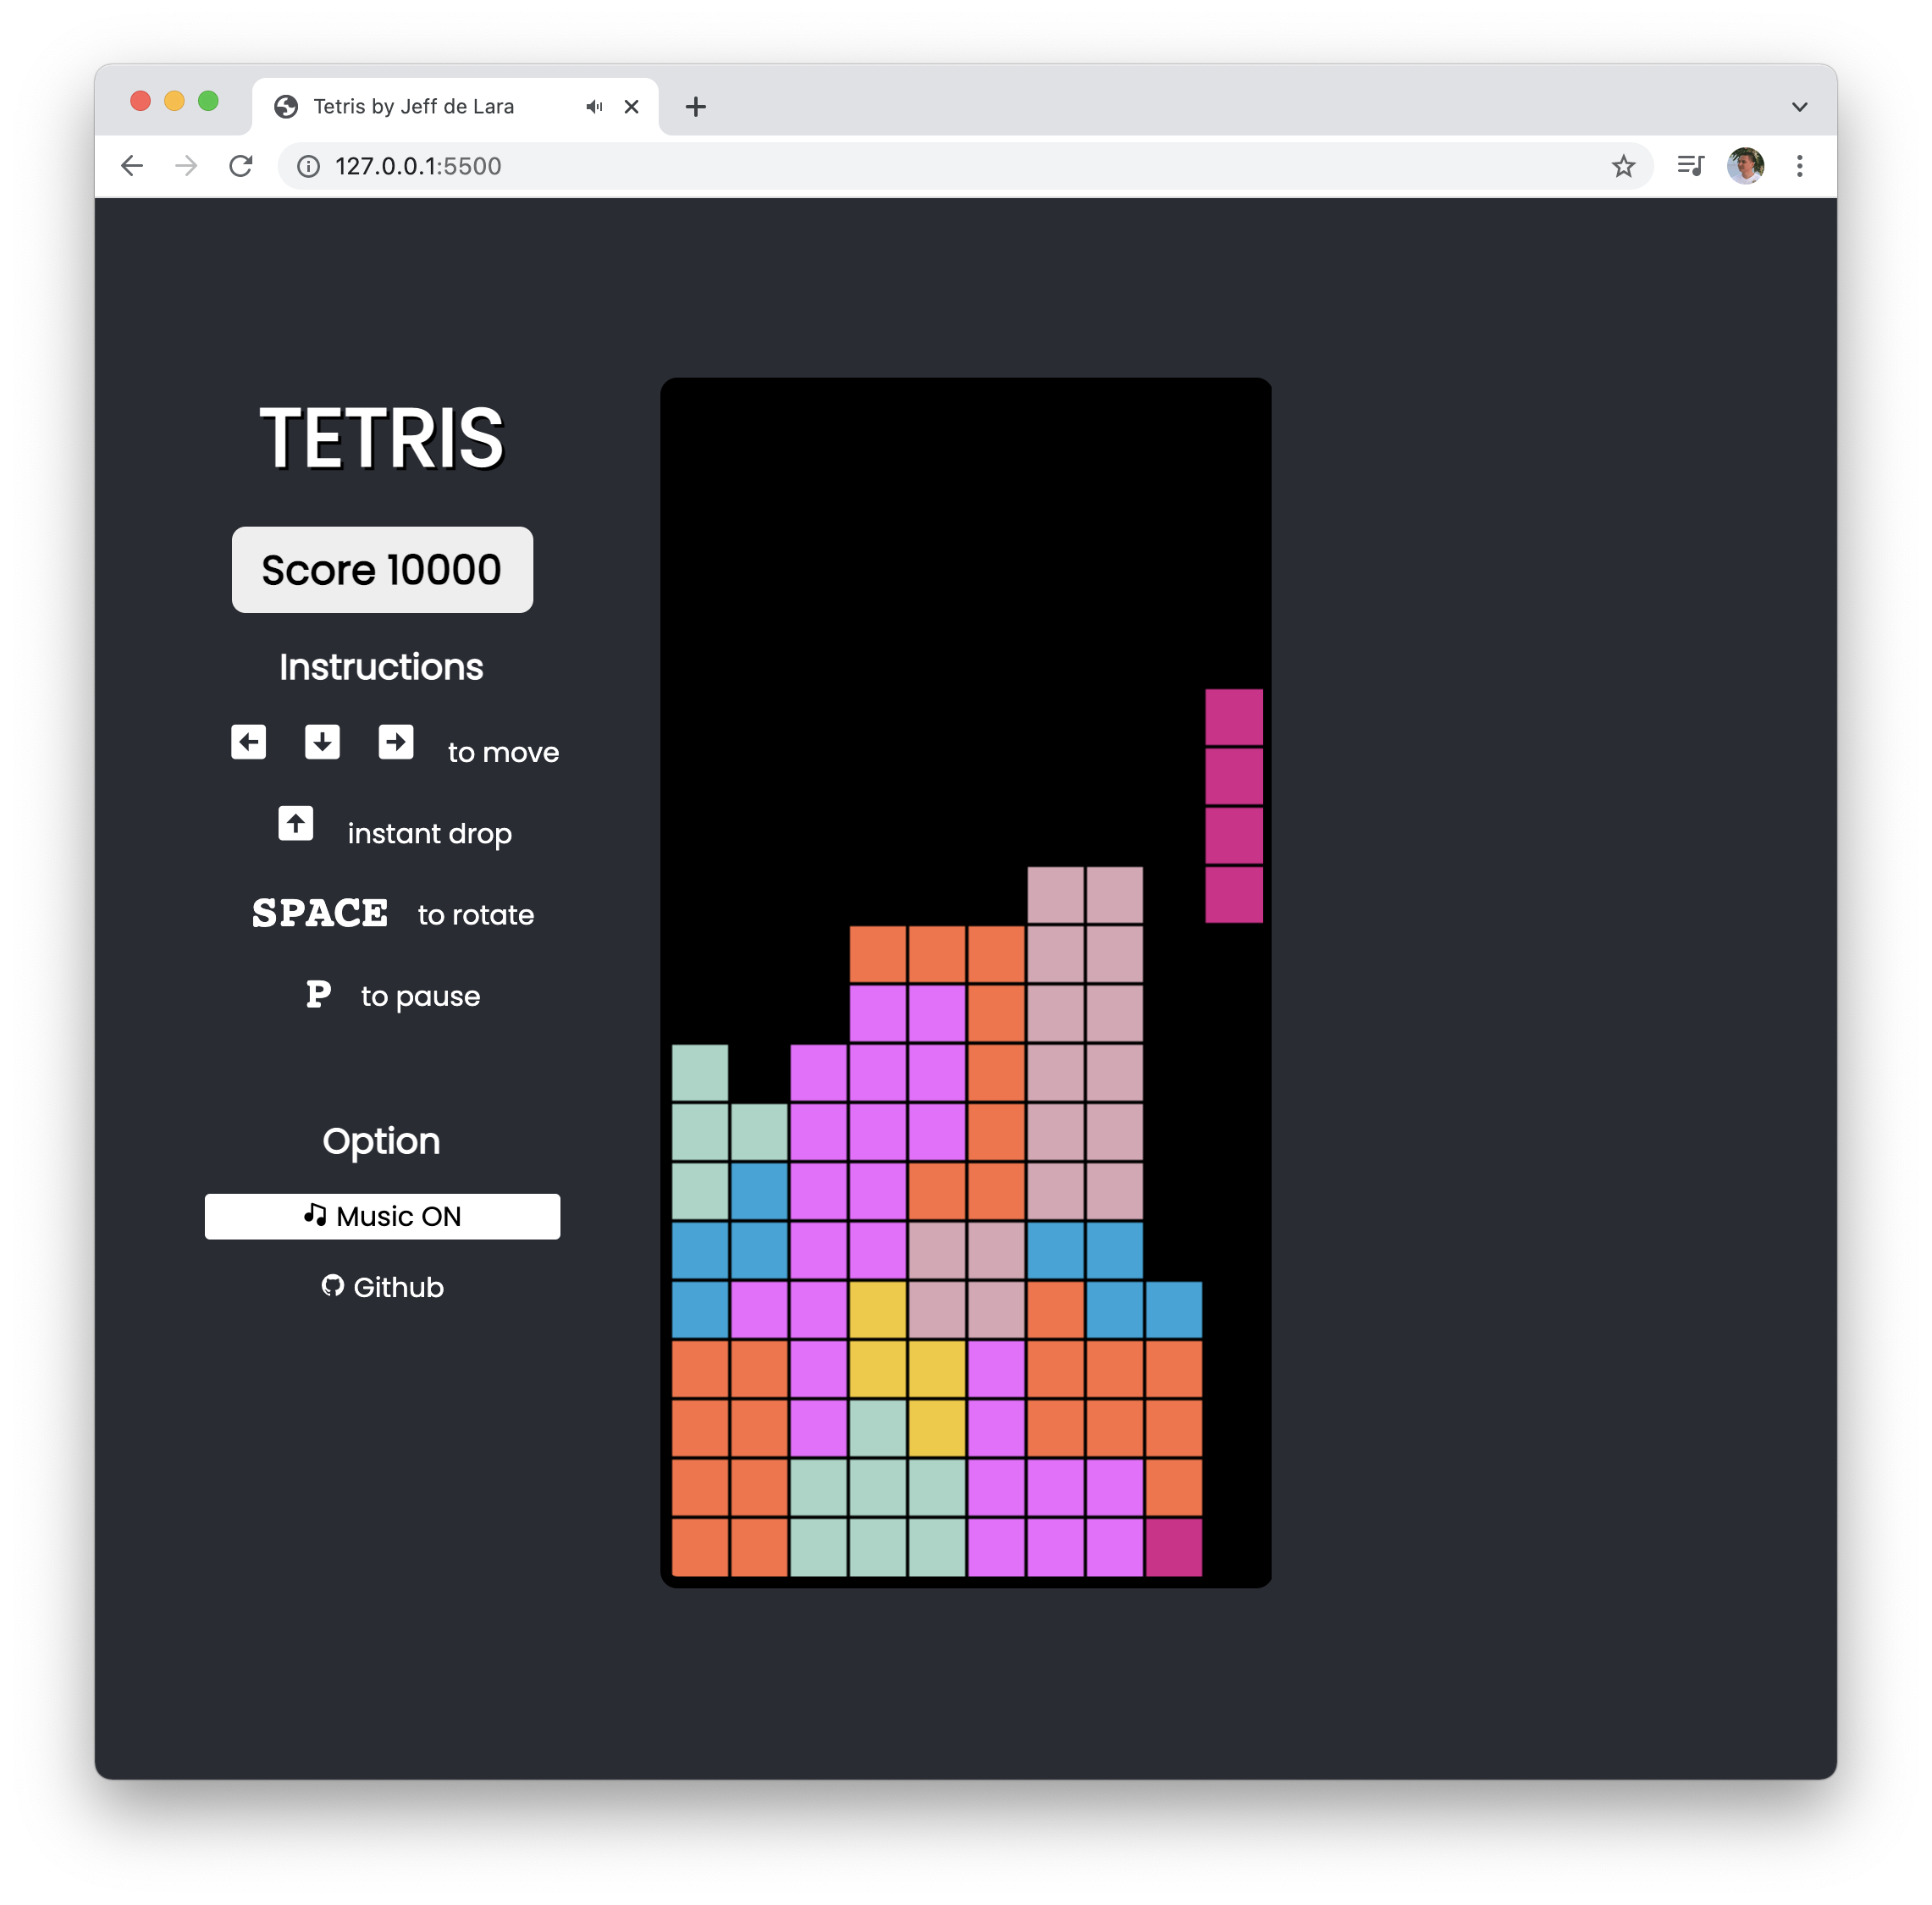 Tetris by Jeff de Lara
127.0.0.1:5500
TETRIS
Score 10000
Instructions
to move
instant drop
SPACE to rotate
P to pause
Option
Music ON
Github